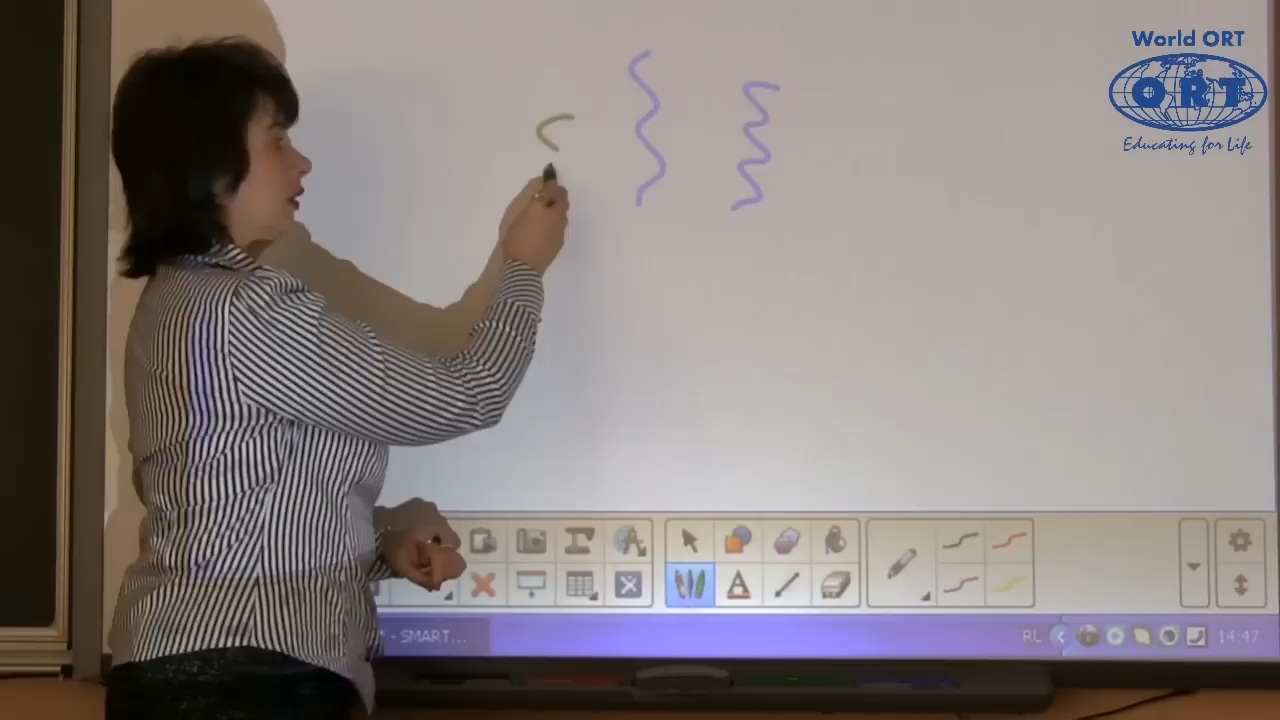 World ORT
ORT
Educating for Life
* - SMART...
RL
14:47